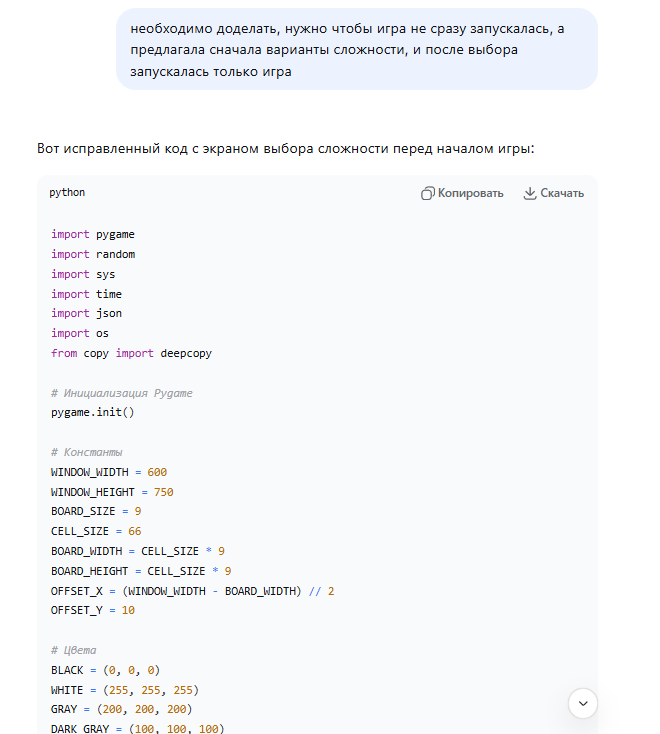 необходимо доделать, нужно чтобы игра не сразу запускалась, а
предлагала сначала варианты сложности, и после выбора
запускалась только игра
Вот исправленный код с экраном выбора сложности перед началом игры:
python
Копировать
Скачать
import pygame
import random
import sys
import time
import json
import os
from copy import deepcopy
# Инициализация Pygame
pygame.init()
# Константы
WINDOW_WIDTH = 600
WINDOW_HEIGHT = 750
BOARD_SIZE = 9
CELL_SIZE = 66
BOARD_WIDTH = CELL_SIZE * 9
BOARD_HEIGHT = CELL_SIZE * 9
OFFSET_X = (WINDOW_WIDTH - BOARD_WIDTH) // 2
OFFSET_Y = 10
# Цвета
BLACK = (0, 0, 0)
WHITE = (255, 255, 255)
GRAY = (200, 200, 200)
DARK_GRAY = (100, 100, 100)